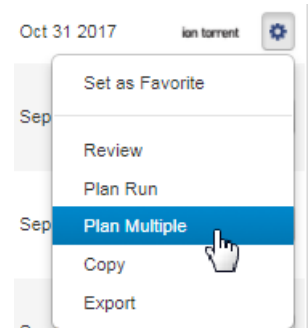 Oct 31 2017 ion torrent
Set as Favorite
Sep
Review
Plan Run
Sep
Plan Multiple
Copy
Export